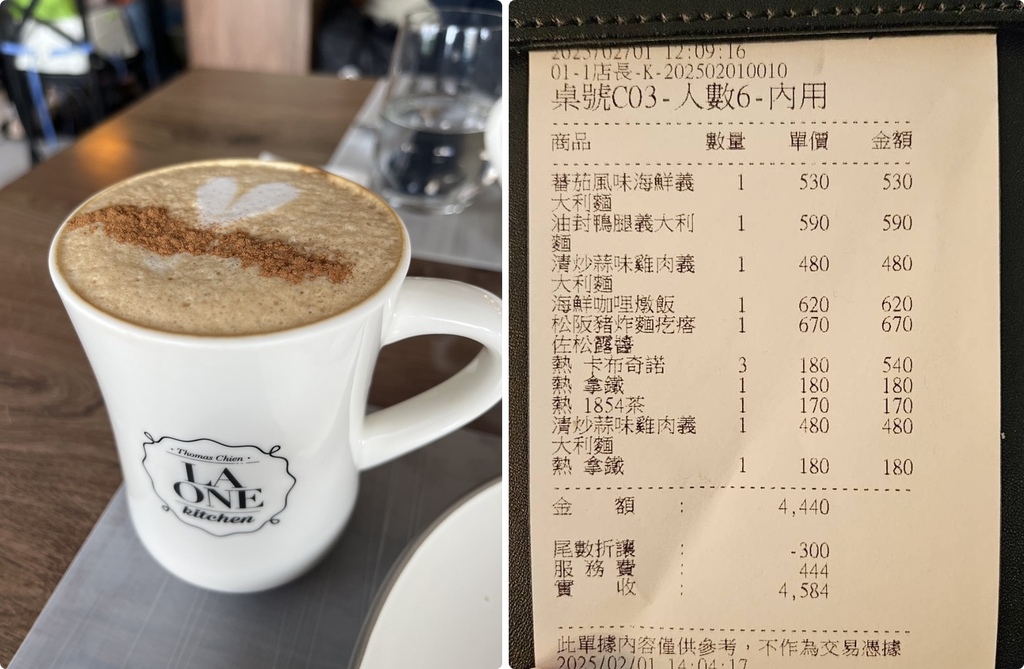 Thomas Chien
LA
ONE
kitchen
2025/02/01 12:09:16
01-1店長-K-202502010010
桌號C03-人數6-內用
商品 數量 單價 金額
蕃茄風味海鮮義 1 530 530
大利麵
油封鴨腿義大利 1 590 590
麵
清炒蒜味雞肉義 1 480 480
大利麵
海鮮咖哩燉飯 1 620 620
松阪豬炸麵疙瘩 1 670 670
佐松露醬
熱 卡布奇諾 3 180 540
熱 拿鐵 1 180 180
熱 1854茶 1 170 170
清炒蒜味雞肉義 1 480 480
大利麵
熱 拿鐵 1 180 180
金 額 : 4,440
尾數折讓 : -300
服 務 費 : 444
實 收 : 4,584
此單據內容僅供參考，不作為交易憑據
2025/02/01 14:04:17